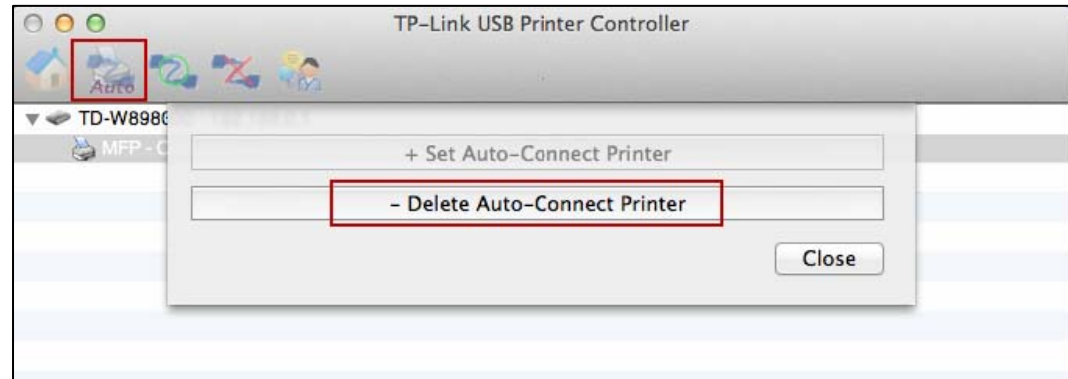 TP-Link USB Printer Controller
Auto
TD-W898
MFP - C
+ Set Auto-Connect Printer
- Delete Auto-Connect Printer
Close